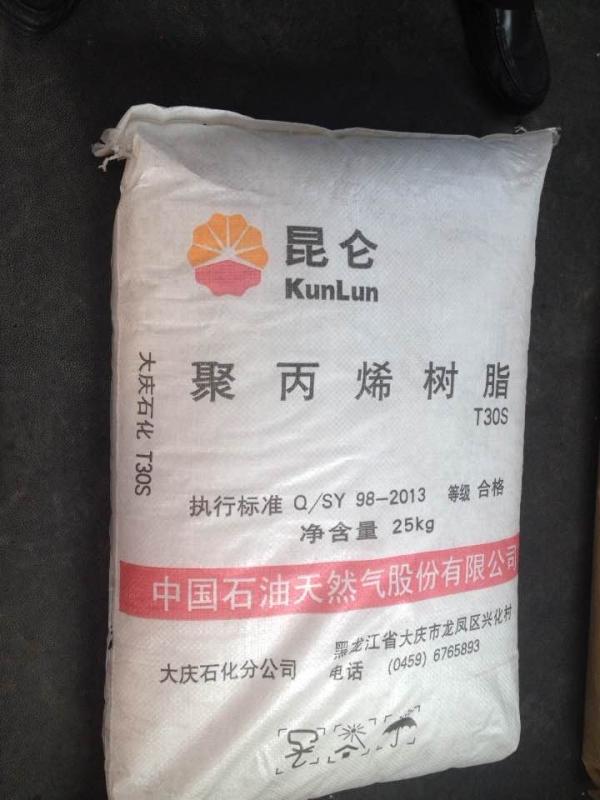 昆仑
KunLun
聚丙烯树脂
T30S
大庆石化 T30S
执行标准 Q/SY 98-2013 等级 合格
净含量 25kg
中国石油天然气股份有限公司
大庆石化分公司
黑龙江省大庆市龙凤区兴化村
电话 (0459) 6765893